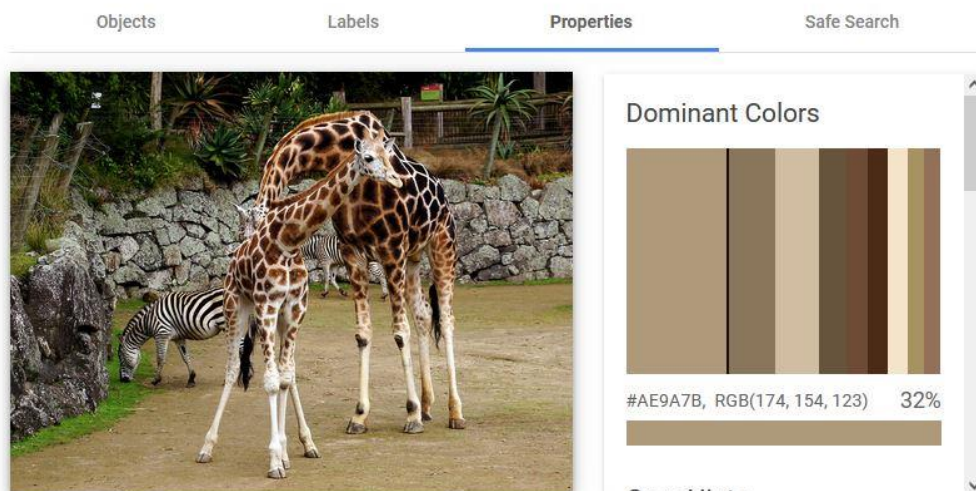 Objects Labels Properties Safe Search
Dominant Colors
#AE9A7B, RGB(174, 154, 123) 32%